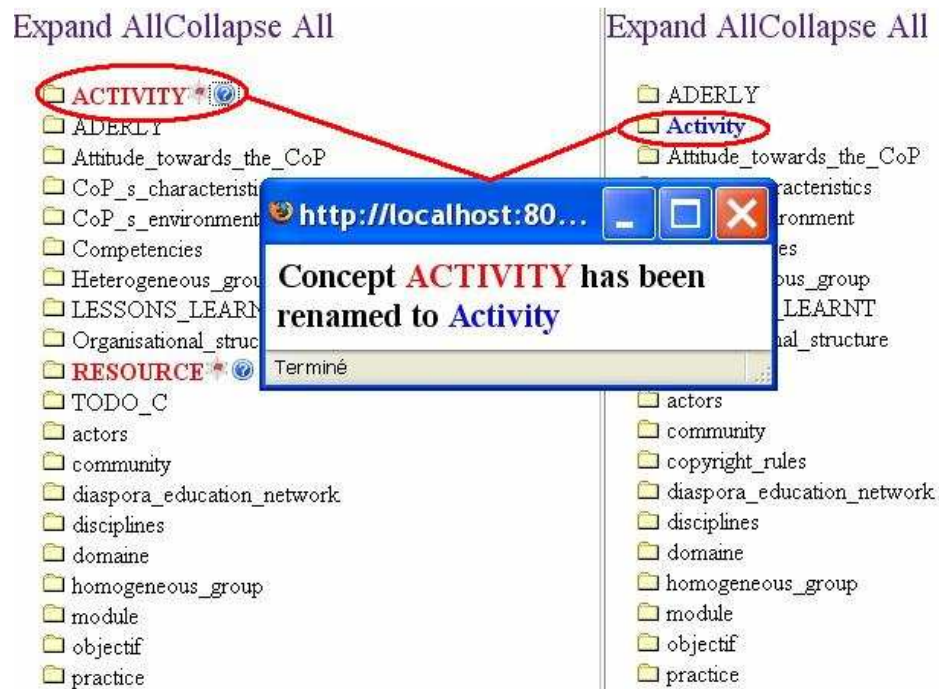 Expand AllCollapse All
ACTIVITY
ADERLY
Attitude_towards_the_CoP
CoP_s_characteristi
CoP_s_environment
Competencies
Heterogeneous_grou
LESSONS_LEARN
Organisational_struc
RESOURCE
TODO_C
actors
community
diaspora_education_network
disciplines
domaine
homogeneous_group
module
objectif
practice
http://localhost:80...
Concept ACTIVITY has been
renamed to Activity
Terminé
Expand AllCollapse All
ADERLY
Activity
Attitude_towards_the_CoP
racteristics
ronment
es
ous_group
LEARNT
nal_structure
actors
community
copyright_rules
diaspora_education_network
disciplines
domaine
homogeneous_group
module
objectif
practice